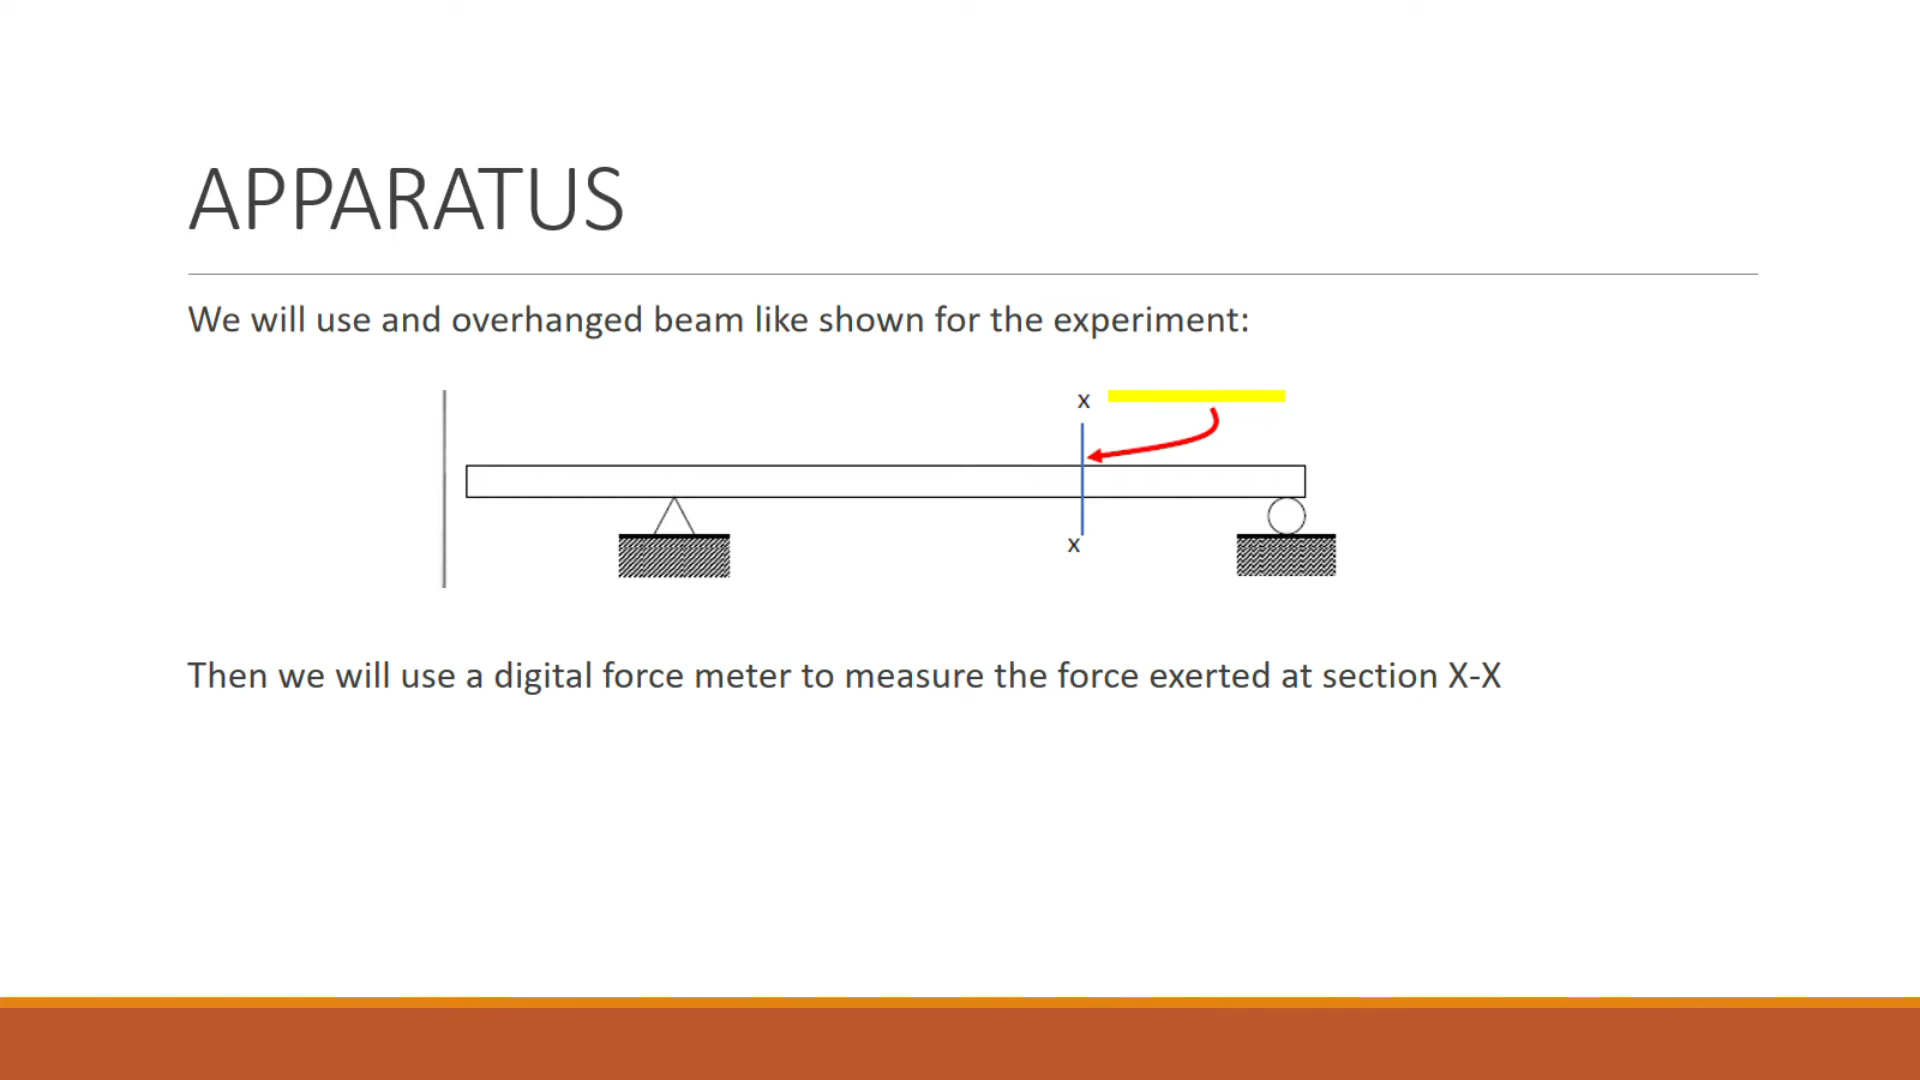 APPARATUS
We will use and overhanged beam like shown for the experiment:
x
x
Then we will use a digital force meter to measure the force exerted at section X-X